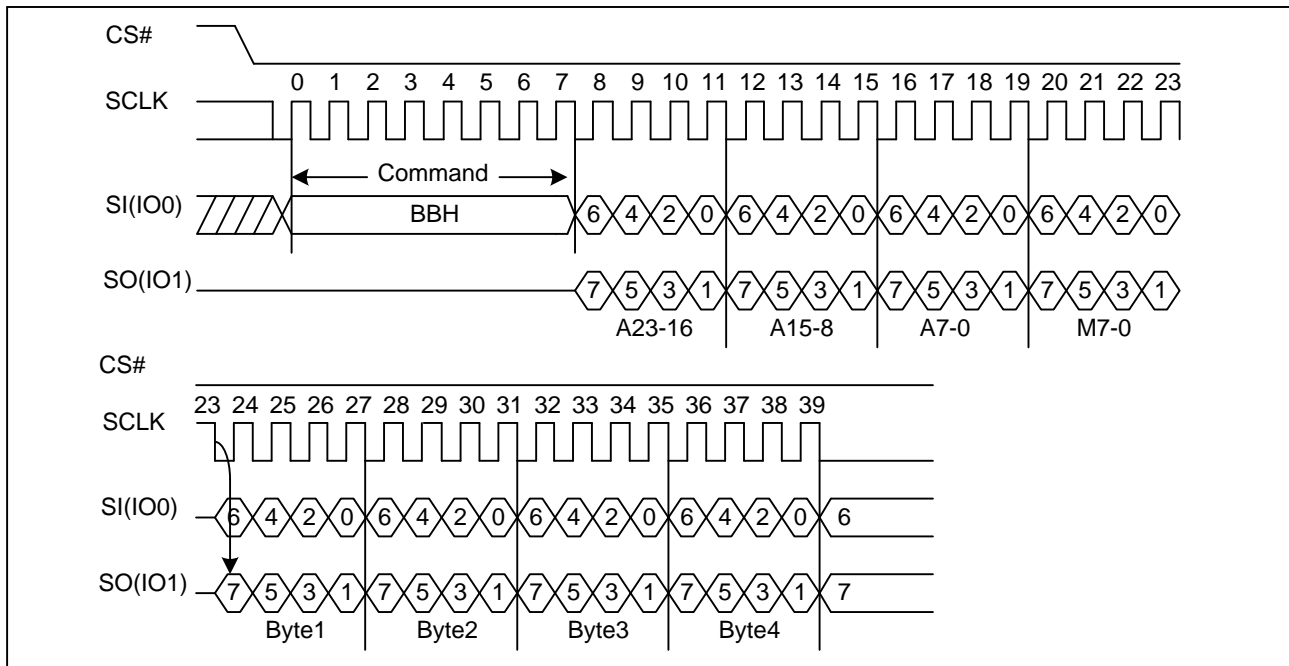 CS#
0 1 2 3 4 5 6 7 8 9 10 11 12 13 14 15 16 17 18 19 20 21 22 23
SCLK
Command
SI(IO0)
BBH
6 4 2 0 6 4 2 0 6 4 2 0 6 4 2 0
SO(IO1)
7 5 3 1 7 5 3 1 7 5 3 1 7 5 3 1
A23-16 A15-8 A7-0 M7-0
CS#
23 24 25 26 27 28 29 30 31 32 33 34 35 36 37 38 39
SCLK
SI(IO0)
6 4 2 0 6 4 2 0 6 4 2 0 6 4 2 0 6
SO(IO1)
7 5 3 1 7 5 3 1 7 5 3 1 7 5 3 1 7
Byte1 Byte2 Byte3 Byte4